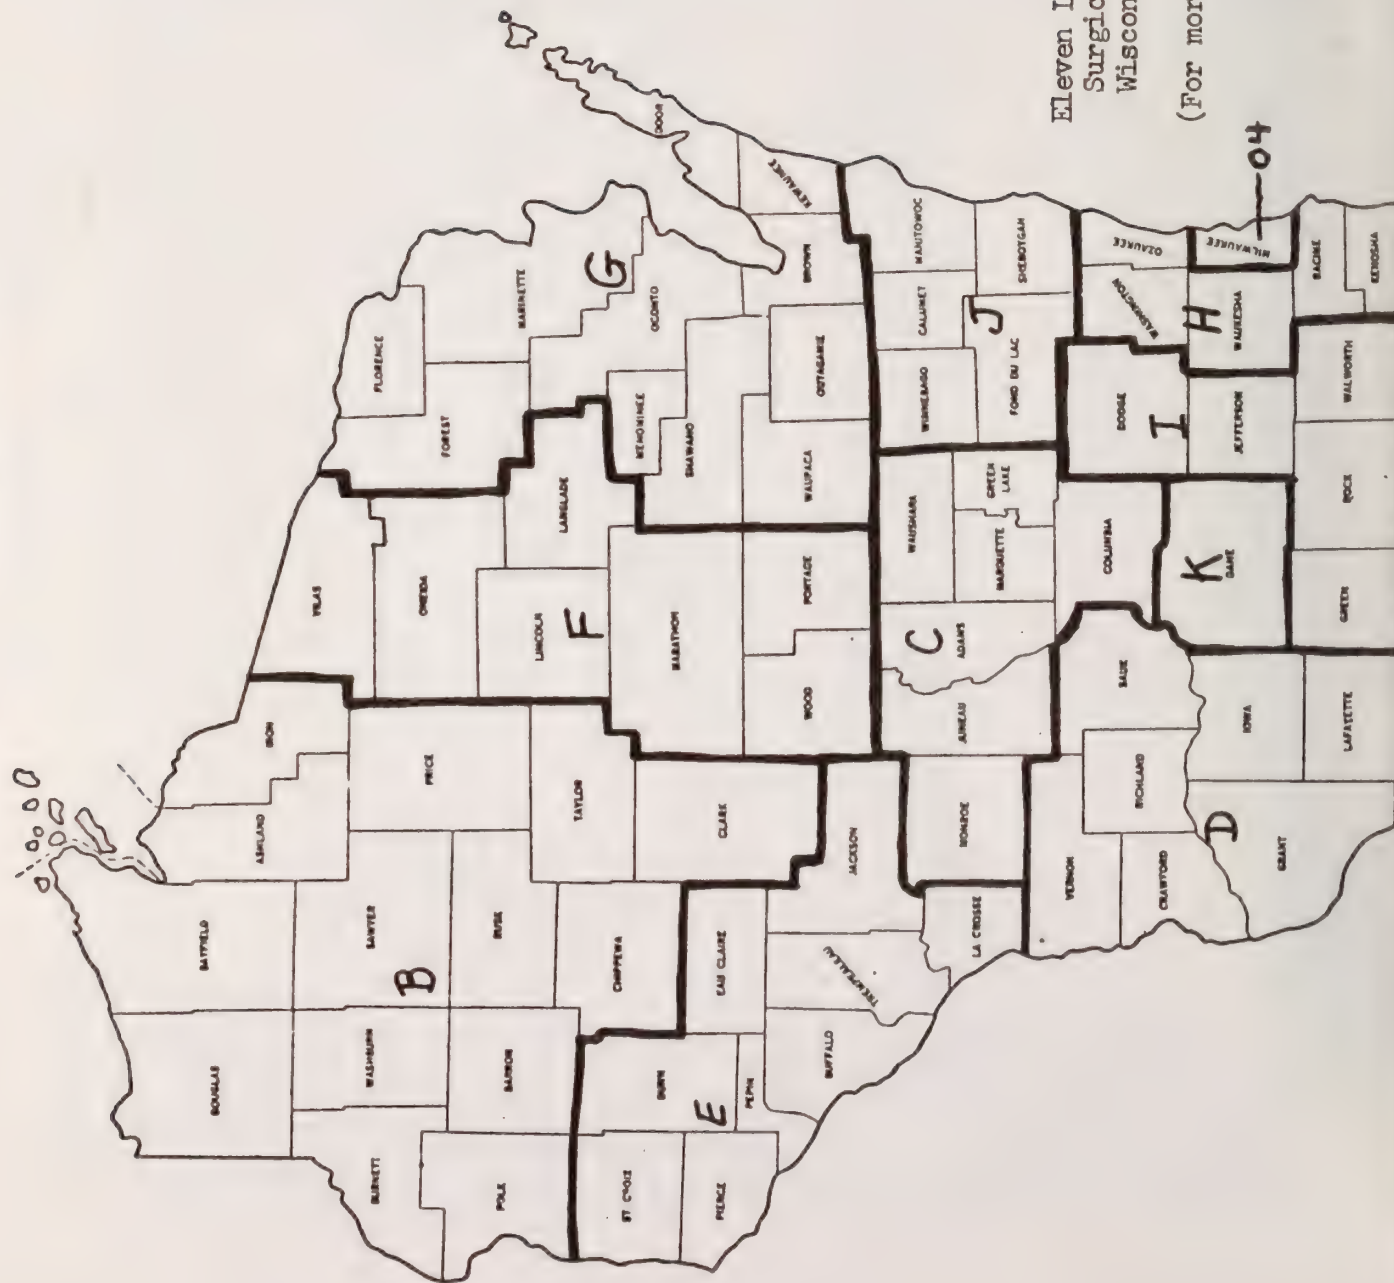 Eleven
Surgic
Wiscon
(For mor
DOOR
KEWAUNEE
FLORENCE
MARINETTE
FOREST
G
OCONTO
BROWN
MENOMINEE
SHAWANO
OUTAGAMIE
WAUPACA
VILAS
ONEIDA
LANGLADE
LINCOLN
F
MARATHON
PORTAGE
WOOD
IRON
ASHLAND
PRICE
TAYLOR
CLARK
BAYFIELD
SAWYER
B
RUSK
CHIPPEWA
DOUGLAS
WASHBURN
BARRON
BURNETT
POLK
ST CROIX
DUNN
E
PIERCE
PEPIN
EAU CLAIRE
BUFFALO
TREMPEALEAU
JACKSON
LA CROSSE
MONROE
JUNEAU
C
ADAMS
WAUSHARA
MARQUETTE
GREEN
LAKE
COLUMBIA
MANITOWOC
CALUMET
WINNEBAGO
J
SHEBOYGAN
FOND DU LAC
OZAUKEE
WASHINGTON
04
MILWAUKEE
H
WAUKESHA
RACINE
KENOSHA
DODGE
I
JEFFERSON
WALWORTH
ROCK
K
DANE
GREEN
SAUK
RICHLAND
VERNON
CRAWFORD
D
IOWA
GRANT
LAFAYETTE